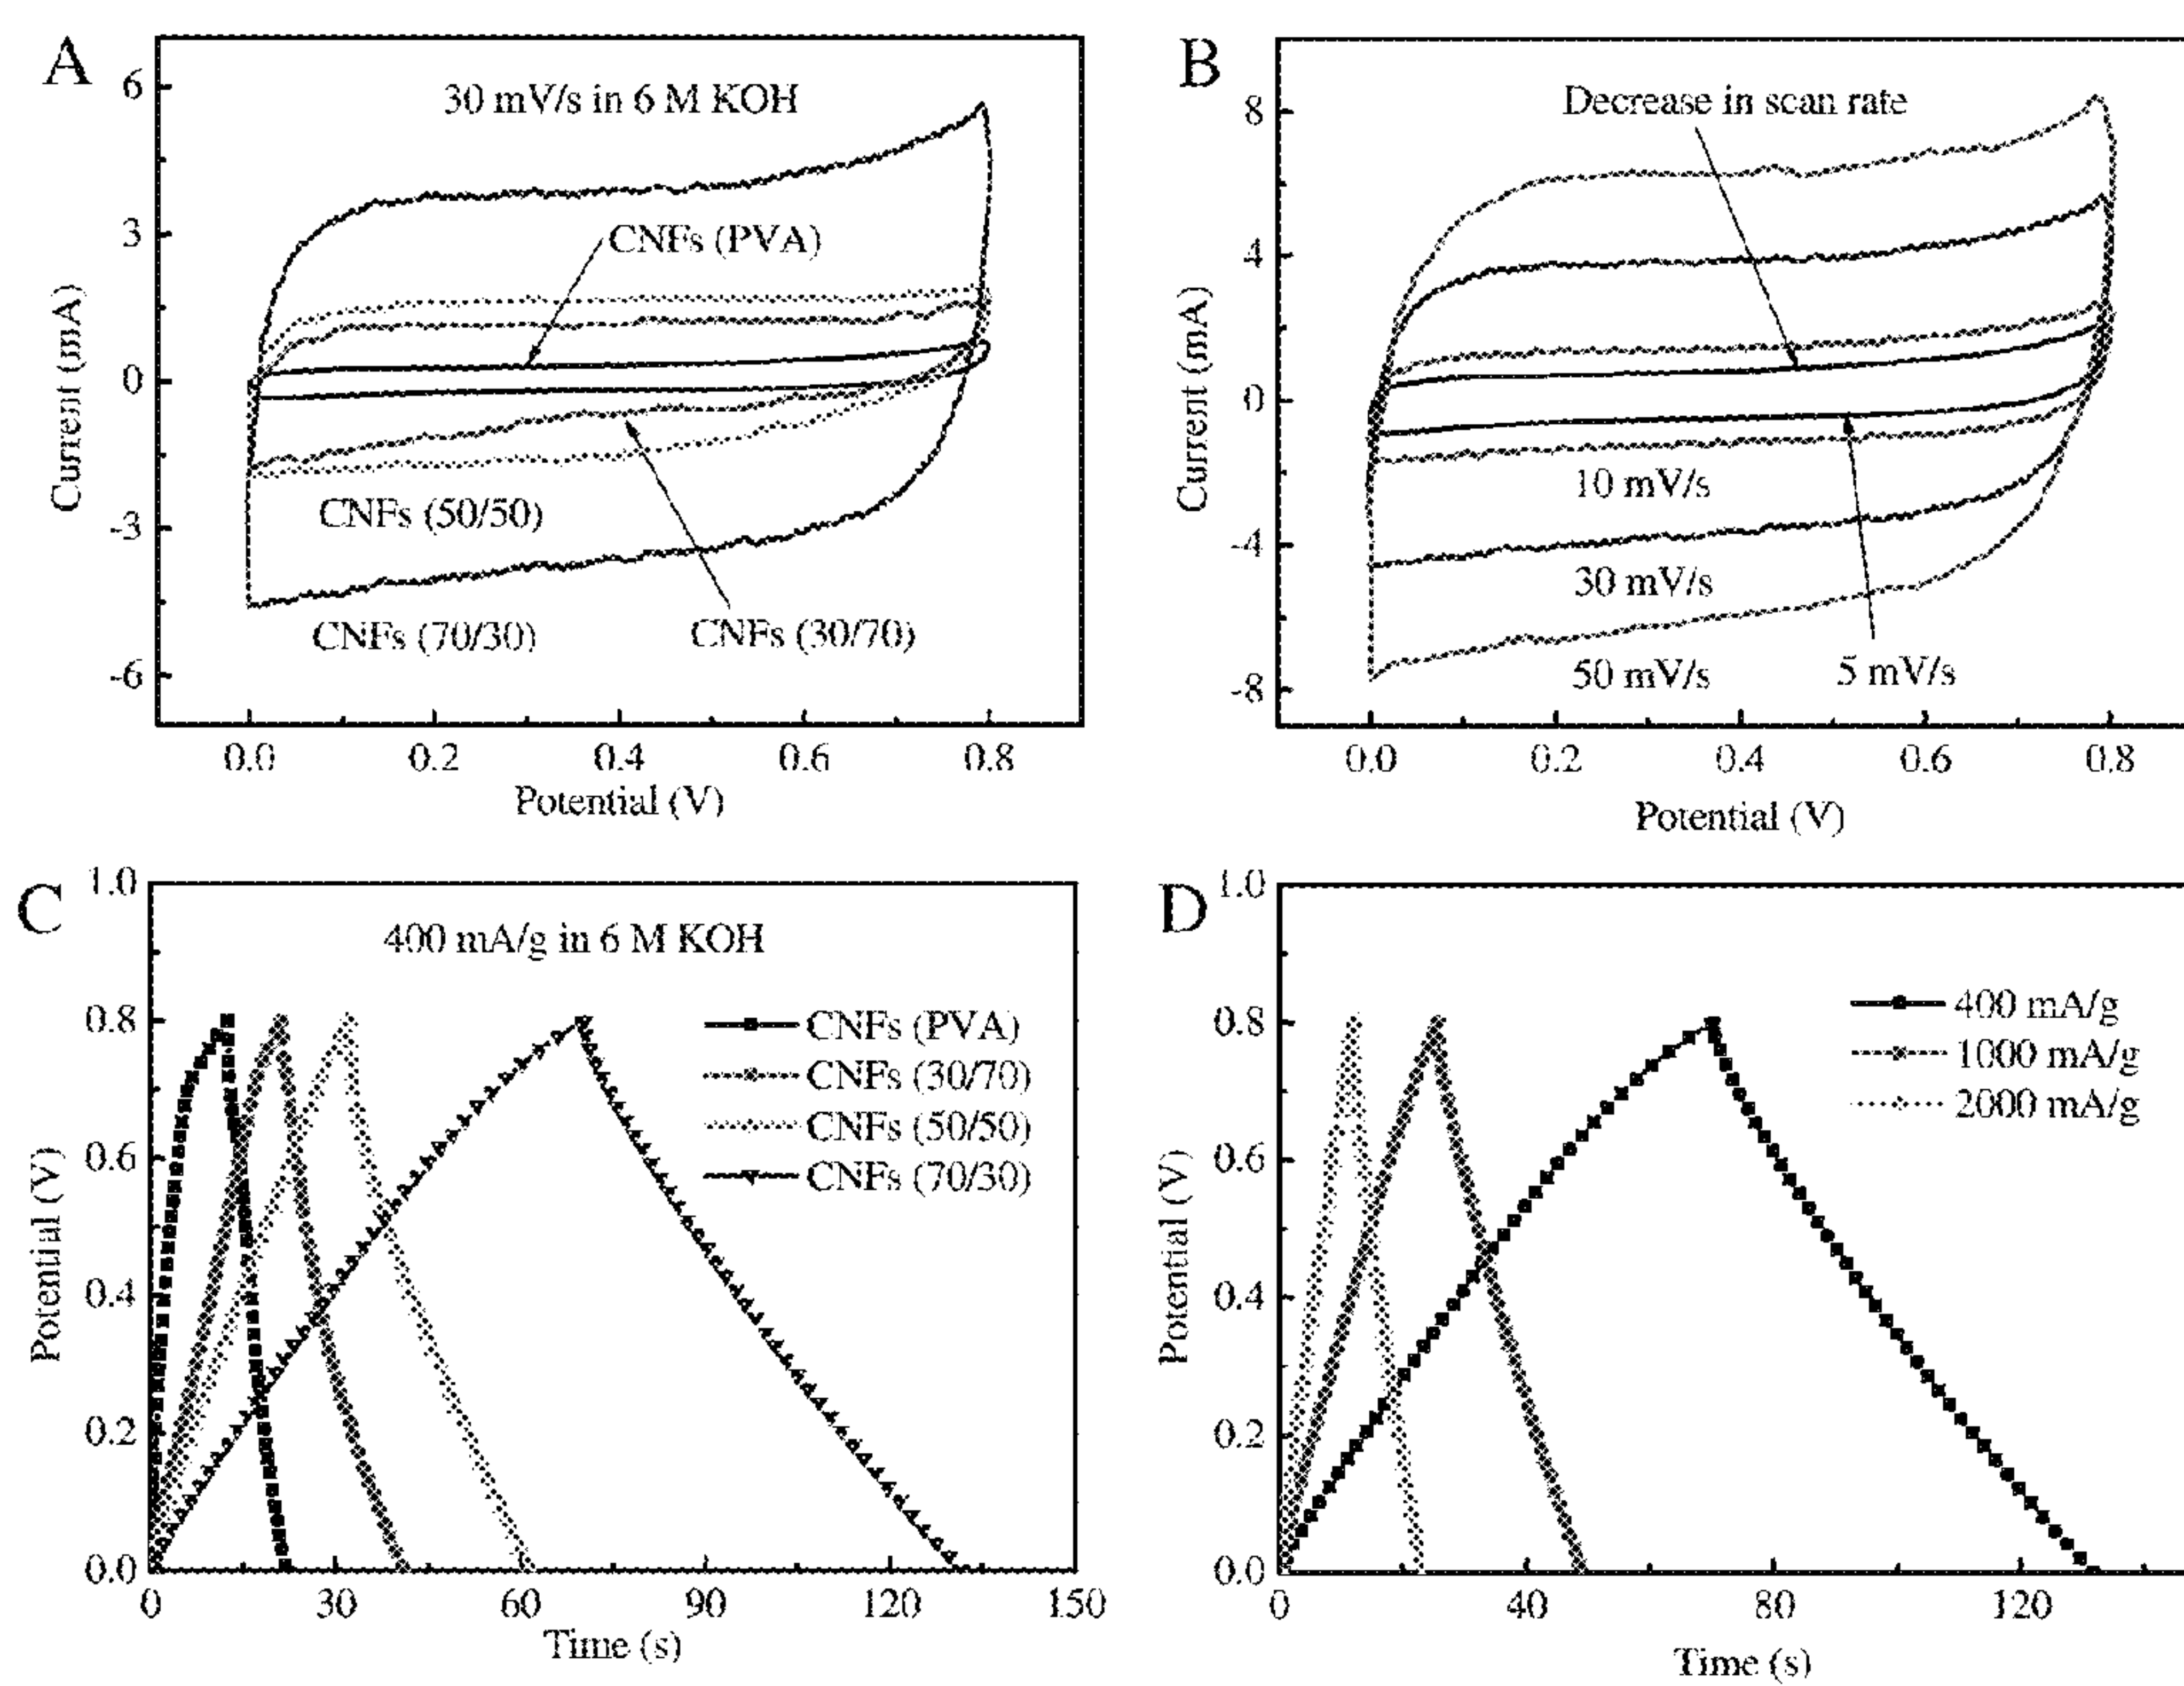 A
30 mV/s in 6 M KOH
6
3
0
-3
-6
Current (mA)
CNFs (PVA)
CNFs (50/50)
CNFs (70/30)
CNFs (30/70)
0.0 0.2 0.4 0.6 0.8
Potential (V)
B
Decrease in scan rate
8
4
0
-4
-8
Current (mA)
10 mV/s
30 mV/s
50 mV/s
5 mV/s
0.0 0.2 0.4 0.6 0.8
Potential (V)
C
400 mA/g in 6 M KOH
1.0
0.8
0.6
0.4
0.2
0.0
Potential (V)
CNFs (PVA)
CNFs (30/70)
CNFs (50/50)
CNFs (70/30)
0 30 60 90 120 150
Time (s)
D
1.0
0.8
0.6
0.4
0.2
0.0
Potential (V)
400 mA/g
1000 mA/g
2000 mA/g
0 40 80 120
Time (s)